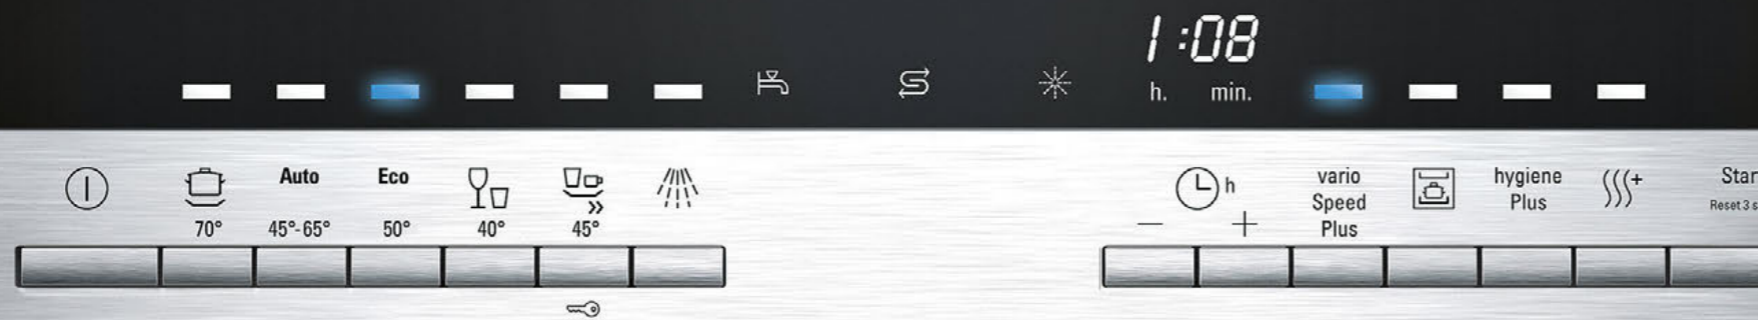 1:08
h. min.
Auto Eco h vario hygiene
Speed Plus
70° 45°-65° 50° 40° 45° Plus
Reset 3